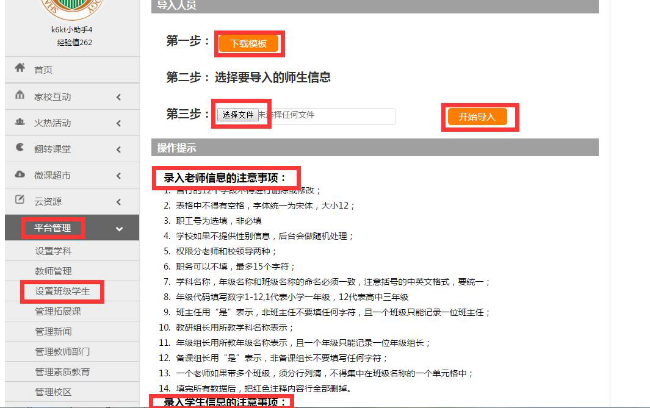 k6kt小助手4
经验值262
首页
家校互动
火热活动
翻转课堂
微课超市
云资源
平台管理
设置学科
教师管理
设置班级学生
管理拓展课
管理新闻
管理教师部门
管理素质教育
管理校区
导入人员
第一步： 下载模板
第二步： 选择要导入的师生信息
第三步： 选择文件 未选择任何文件 开始导入
操作提示
录入老师信息的注意事项：
1. 首行的12个字段不得进行删除或修改；
2. 表格中不得有空格，字体统一为宋体，大小12；
3. 职工号为选填，非必填
4. 学校如果不提供性别信息，后台会做随机处理；
5. 权限分老师和校领导两种；
6. 职务可以不填，最多15个字符；
7. 学科名称，年级名称和班级名称的命名必须一致，注意括号的中英文格式，要统一；
8. 年级代码填写数字1-12,1代表小学一年级，12代表高中三年级
9. 班主任用“是”表示，非班主任不要填任何字符，且一个班级只能记录一位班主任；
10. 教研组长用所教学科名称表示；
11. 年级组长用所教年级名称表示，且一个年级只能记录一位年级组长；
12. 备课组长用“是”表示，非备课组长不要填写任何字符；
13. 一个老师如果带多个班级，须分行列清，不得集中在班级名称的一个单元格中；
14. 填完所有数据后，把红色注释内容行全部删掉。
录入学生信息的注意事项：